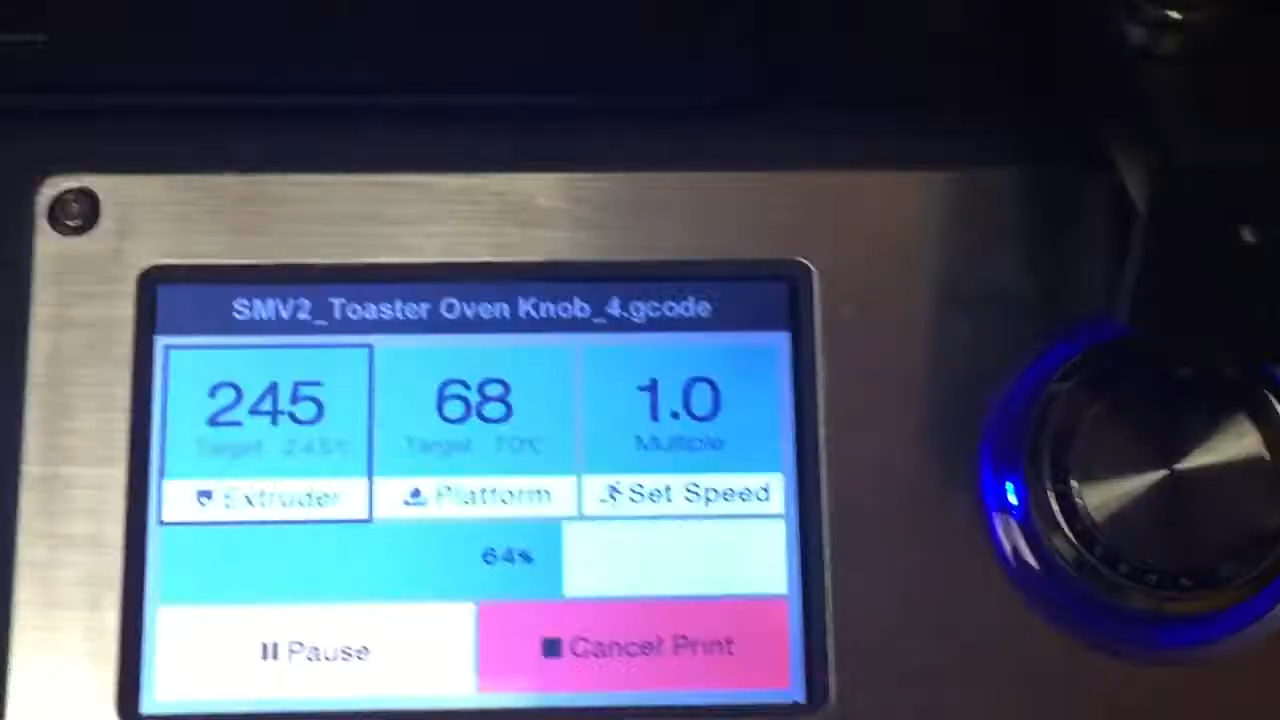 SMV2_Toaster Oven Knob_4.gcode
245 68 1.0
Target 245℃ Target 70℃ Multiple
Extruder Platform Set Speed
64%
Pause Cancel Print